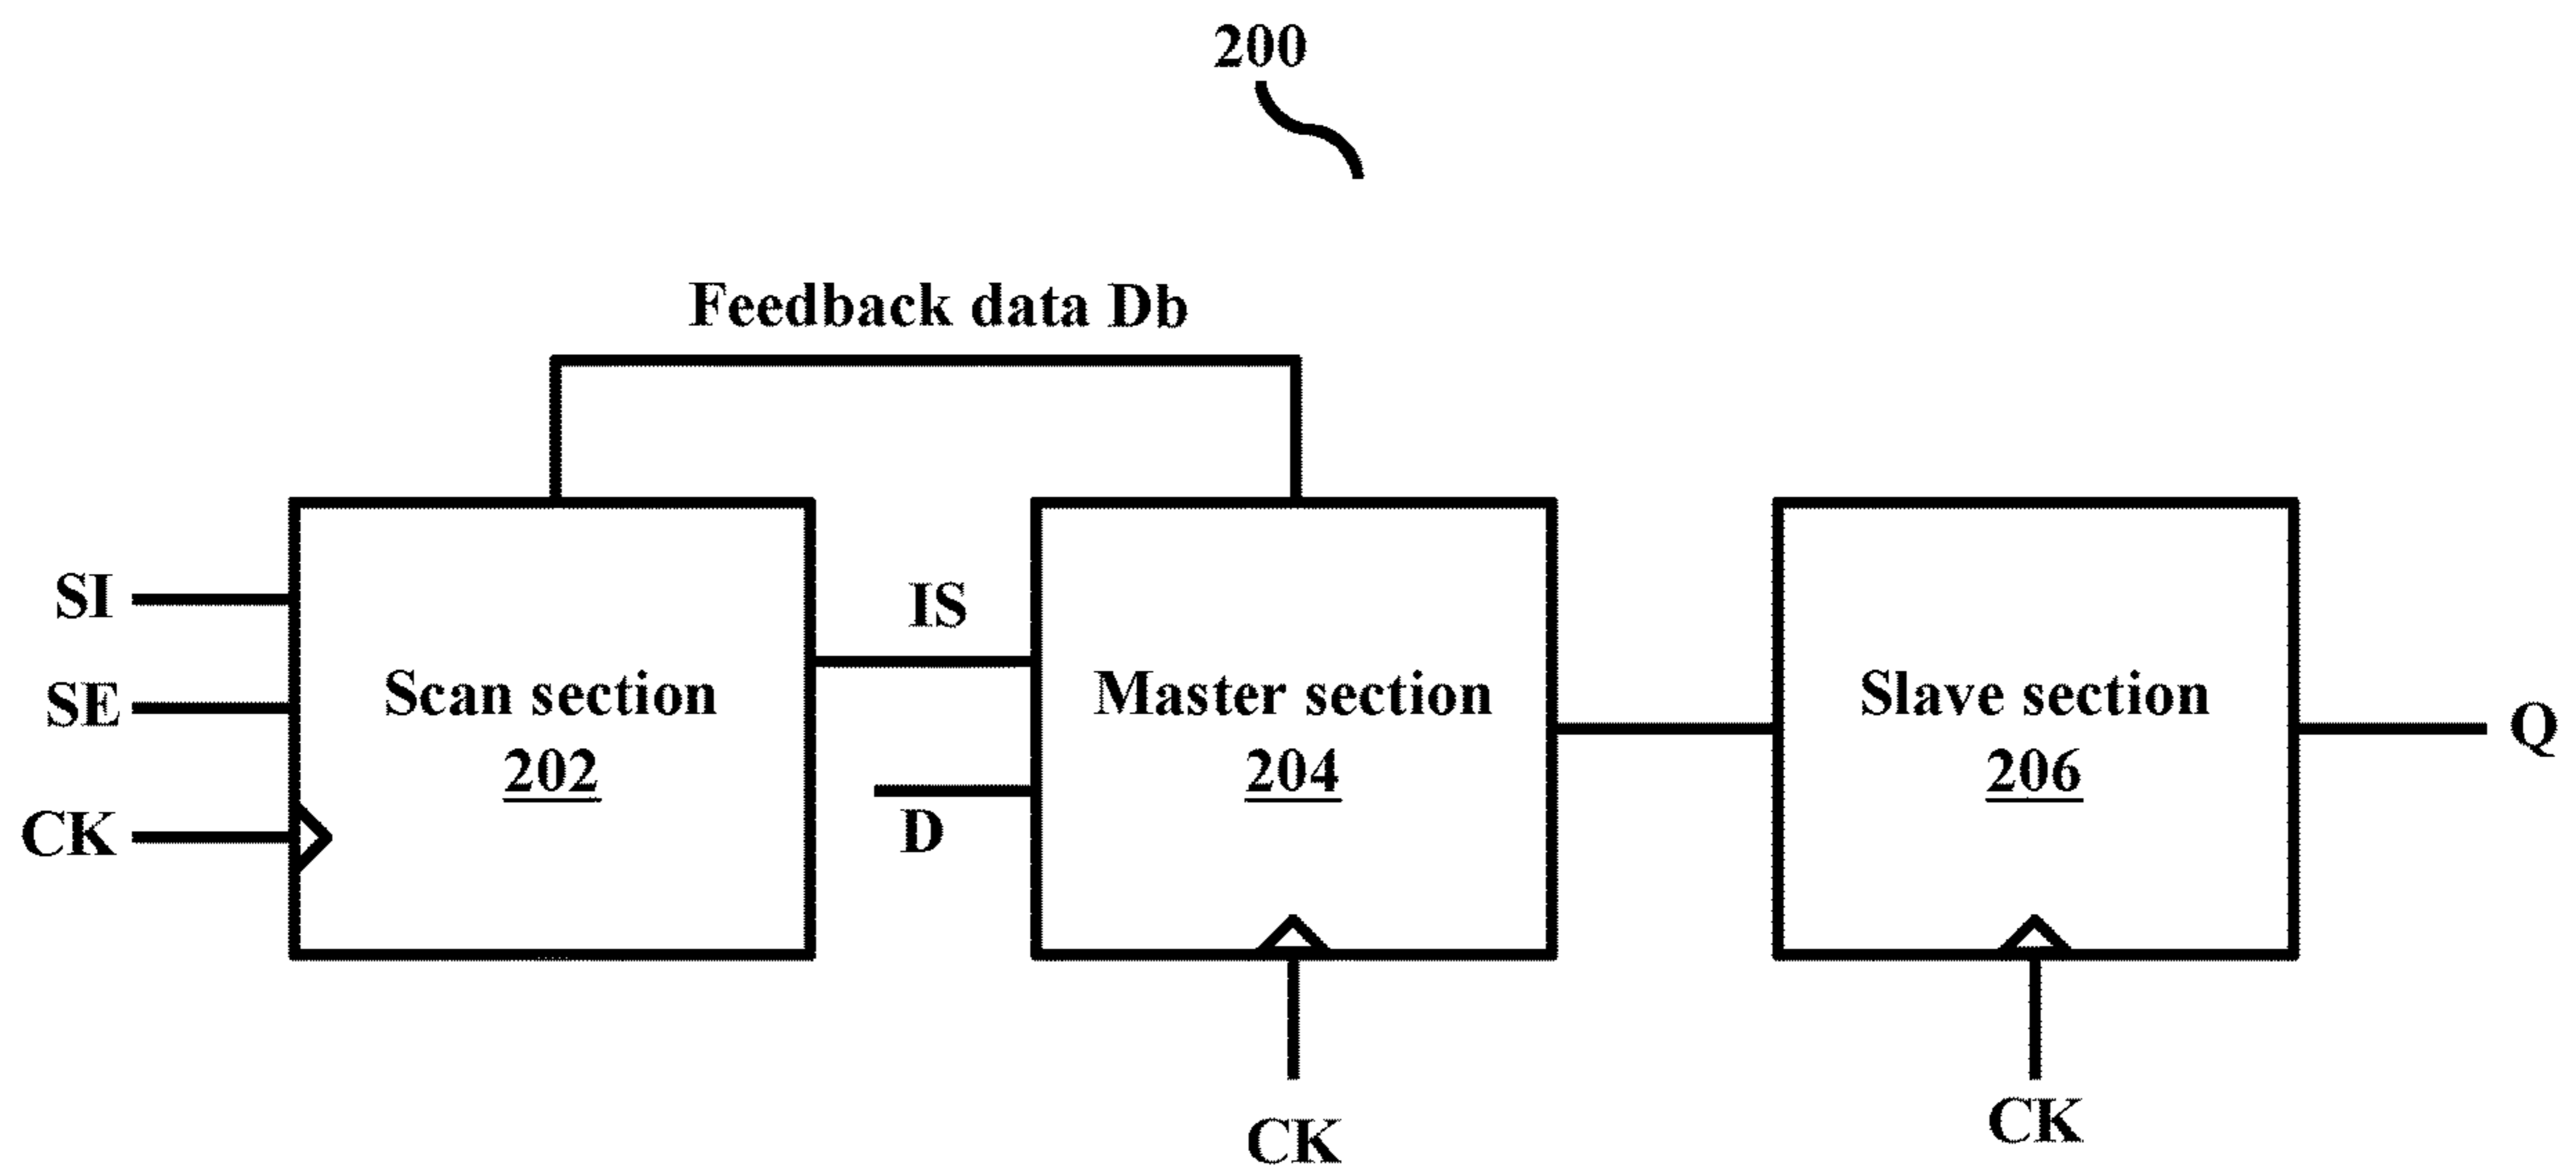 200
Feedback data Db
SI
SE
CK
Scan section
202
IS
D
Master section
204
CK
Slave section
206
CK
Q